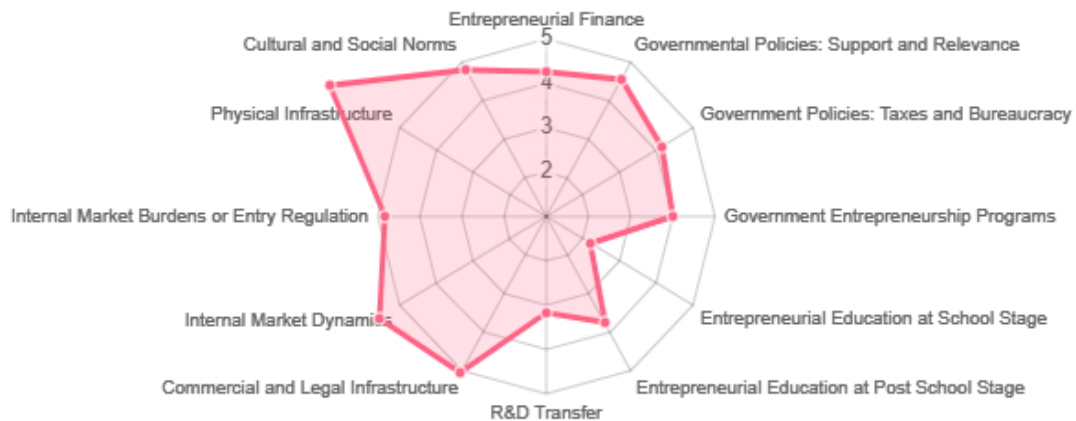 Entrepreneurial Finance
5
Cultural and Social Norms
Governmental Policies: Support and Relevance
4
Physical Infrastructure
Government Policies: Taxes and Bureaucracy
3
2
Internal Market Burdens or Entry Regulation
Government Entrepreneurship Programs
Internal Market Dynamics
Entrepreneurial Education at School Stage
Commercial and Legal Infrastructure
Entrepreneurial Education at Post School Stage
R&D Transfer